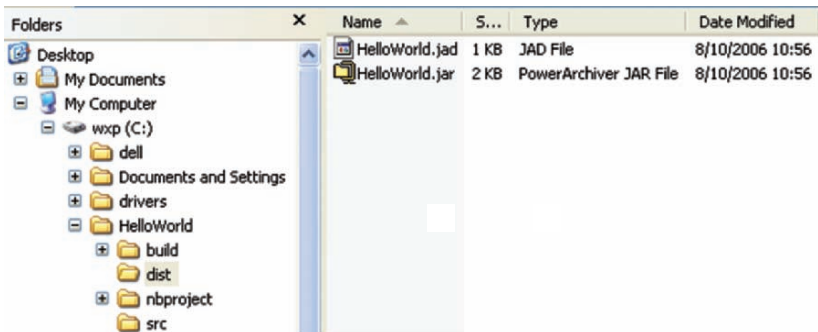 Folders
Desktop
My Documents
My Computer
wxp (C:)
dell
Documents and Settings
drivers
HelloWorld
build
dist
nbproject
src
Name S... Type Date Modified
HelloWorld.jad 1 KB JAD File 8/10/2006 10:56
HelloWorld.jar 2 KB PowerArchiver JAR File 8/10/2006 10:56